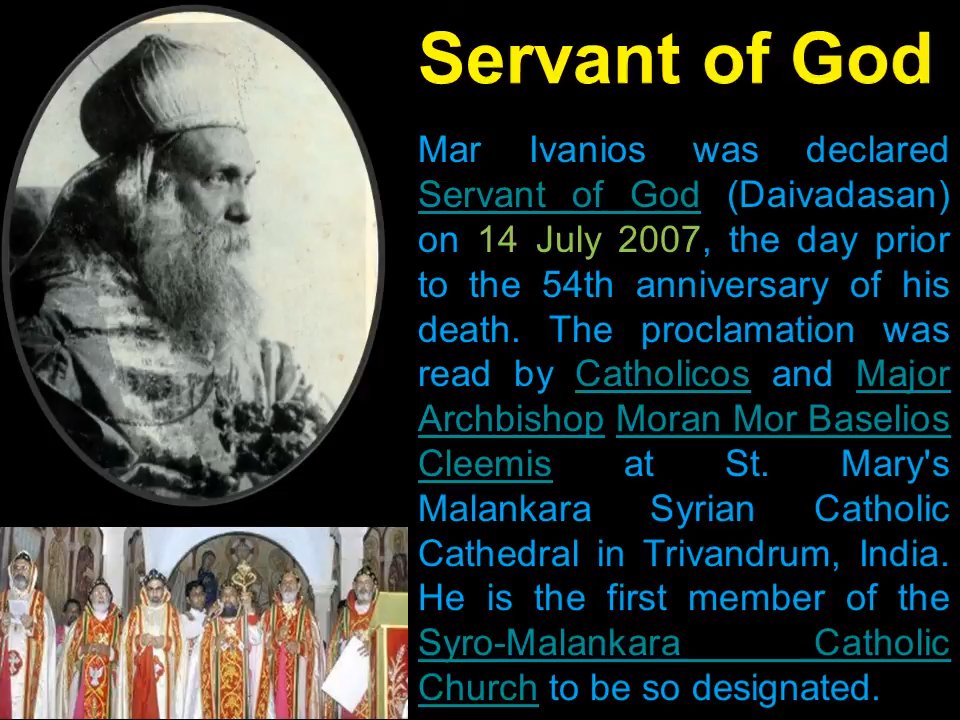 Servant of God
Mar Ivanios was declared
Servant of God (Daivadasan)
on 14 July 2007, the day prior
to the 54th anniversary of his
death. The proclamation was
read by Catholicos and Major
Archbishop Moran Mor Baselios
Cleemis at St. Mary's
Malankara Syrian Catholic
Cathedral in Trivandrum, India.
He is the first member of the
Syro-Malankara Catholic
Church to be so designated.